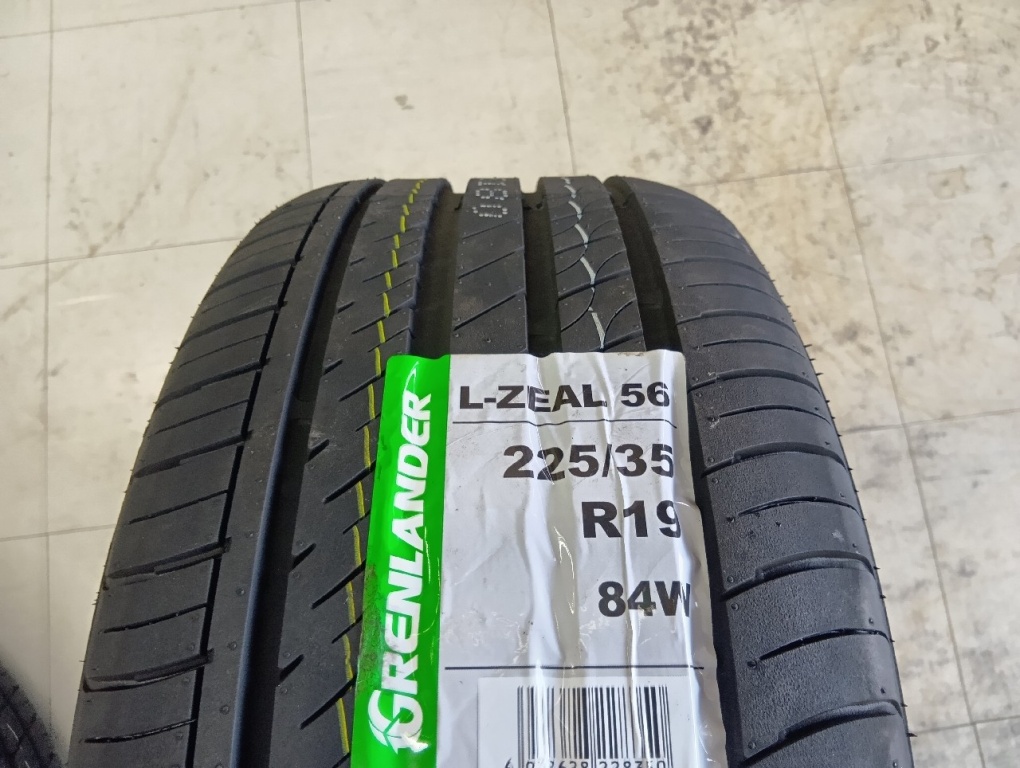 GRENLANDER
L-ZEAL 56
225/35
R19
84W